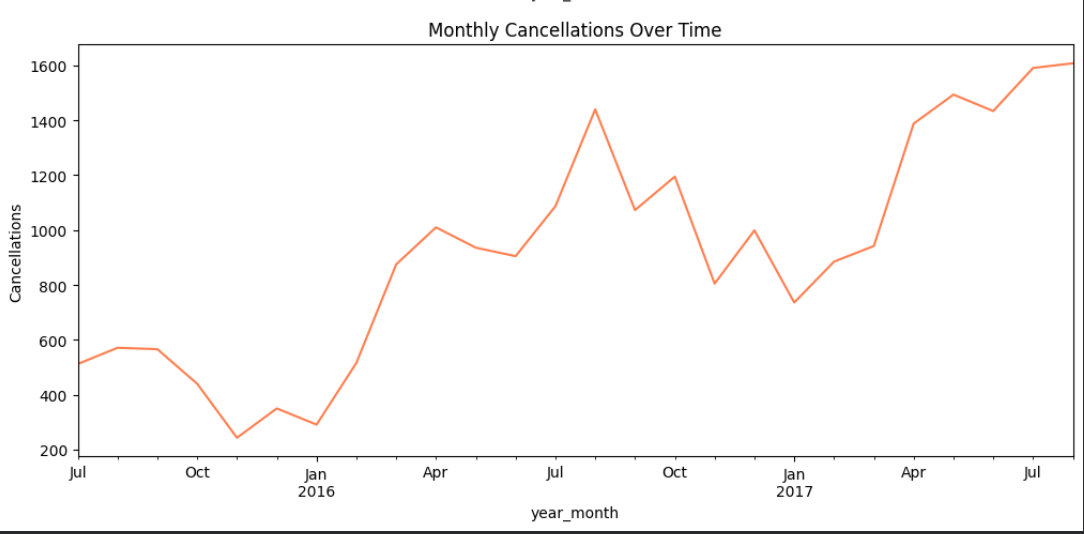 Monthly Cancellations Over Time
1600
1400
1200
1000
800
600
400
200
Cancellations
Jul Oct Jan Apr Jul Oct Jan Apr Jul
2016 2017
year_month